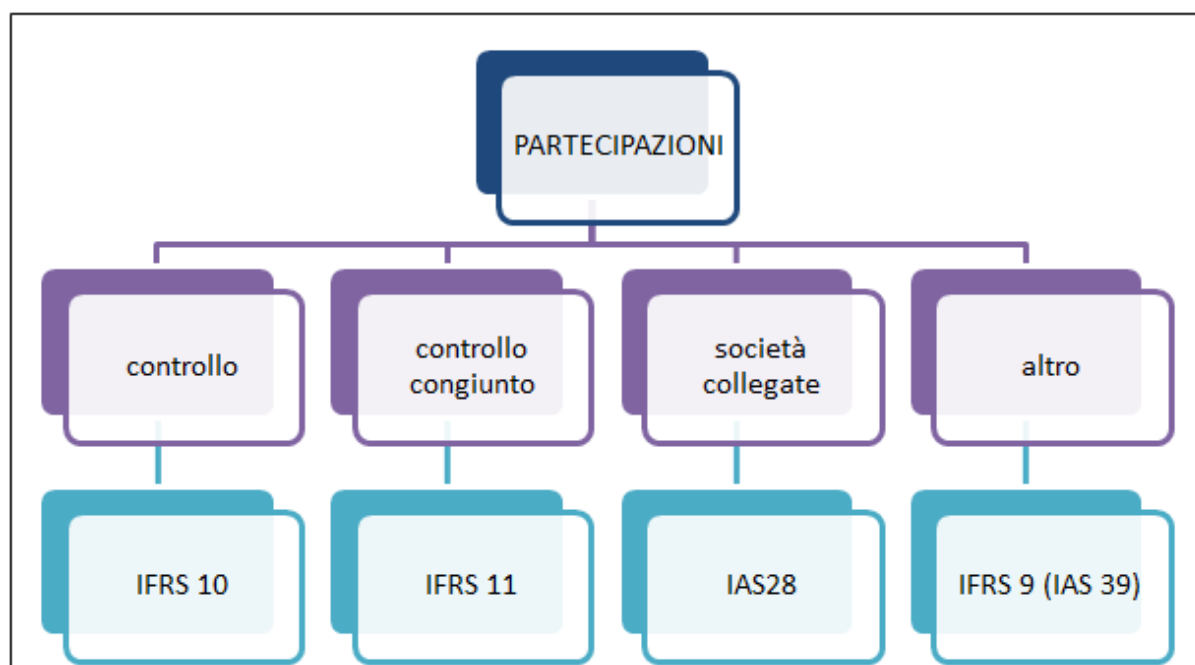 PARTECIPAZIONI
controllo
controllo
congiunto
società
collegate
altro
IFRS 10
IFRS 11
IAS28
IFRS 9 (IAS 39)